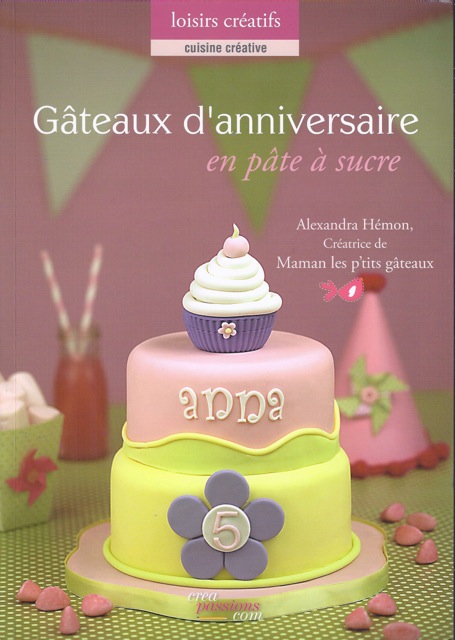 loisirs créatifs
cuisine créative
Gâteaux d'anniversaire
en pâte à sucre
Alexandra Hémon,
Créatrice de
Maman les p'tits gâteaux
anna
5
créa
passions.
com